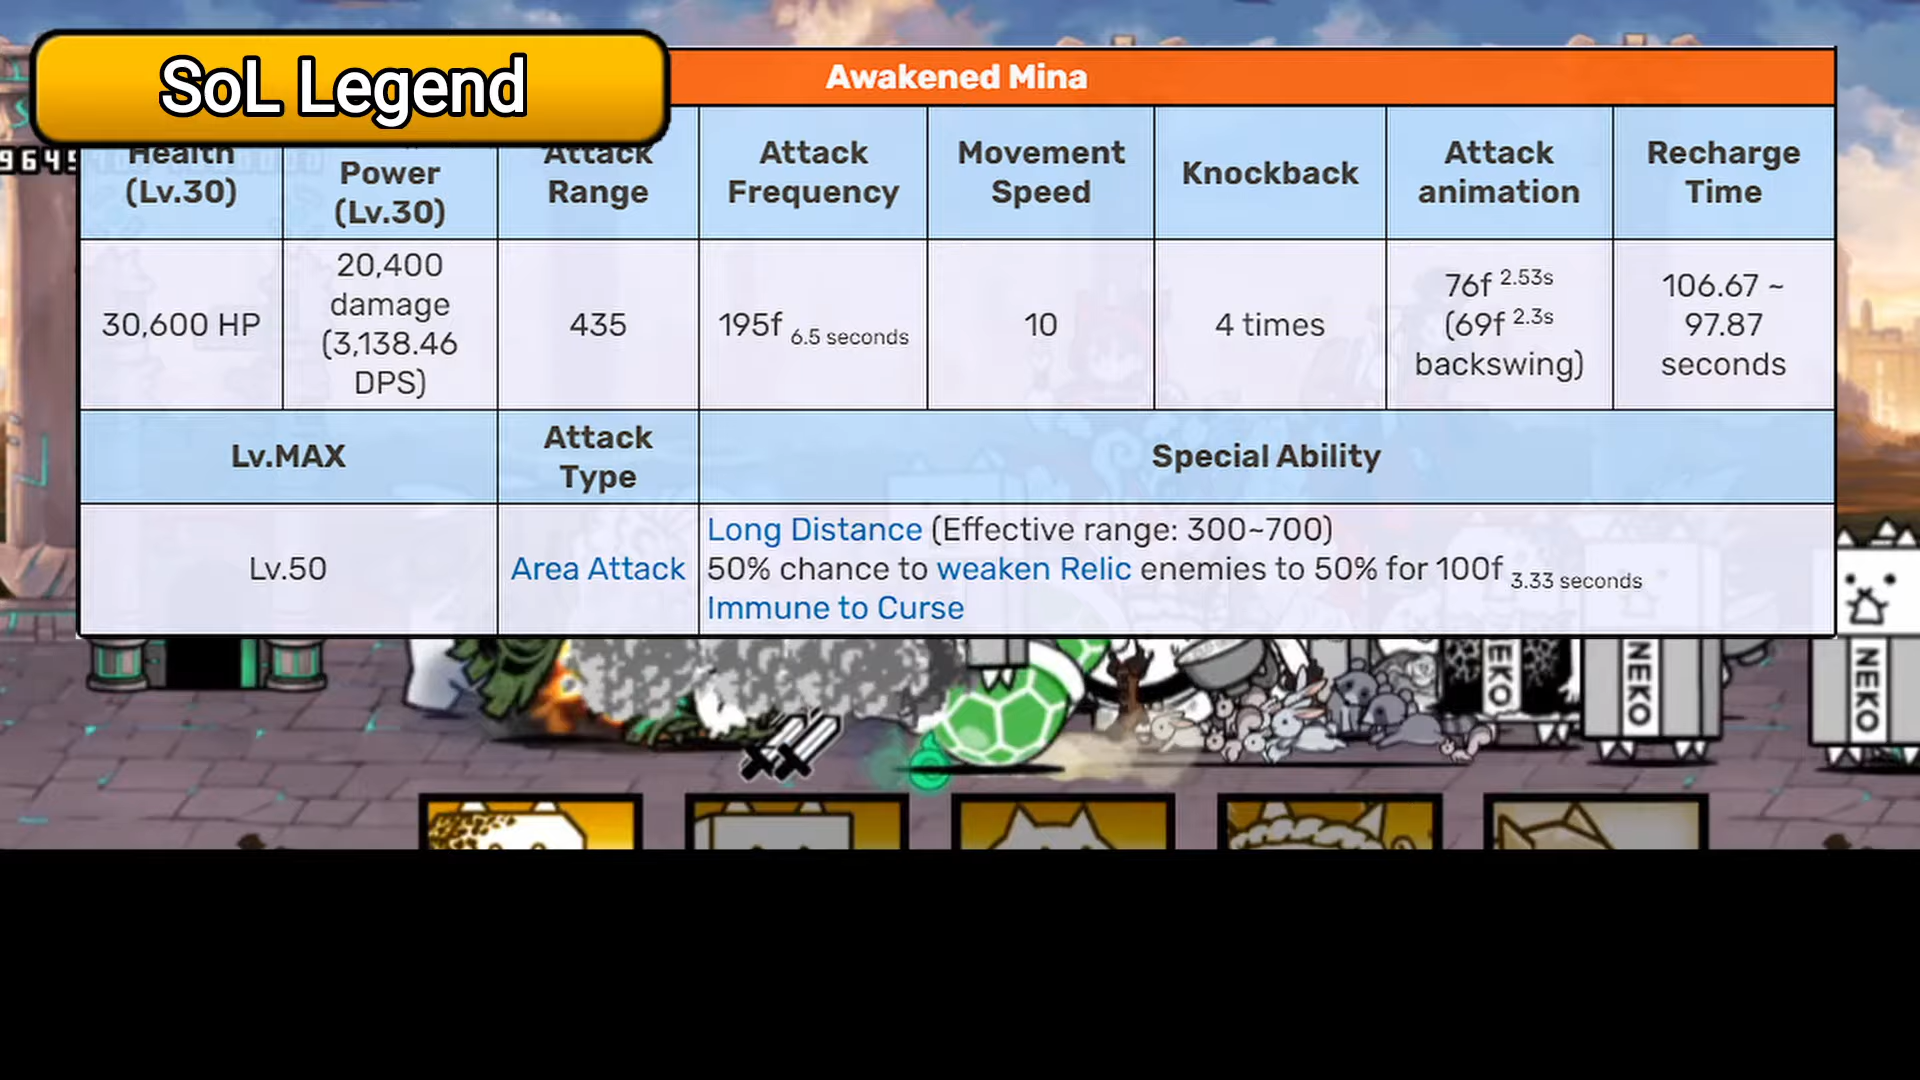 SoL Legend
Awakened Mina
Health
(Lv.30)
Power
(Lv.30)
Attack
Range
Attack
Frequency
Movement
Speed
Knockback
Attack
animation
Recharge
Time
30,600 HP
20,400
damage
(3,138.46
DPS)
435
195f 6.5 seconds
10
4 times
76f 2.53s
(69f 2.3s
backswing)
106.67 ~
97.87
seconds
Lv.MAX
Attack
Type
Special Ability
Lv.50
Area Attack
Long Distance (Effective range: 300~700)
50% chance to weaken Relic enemies to 50% for 100f 3.33 seconds
Immune to Curse
NEKO
NEKO
NEKO